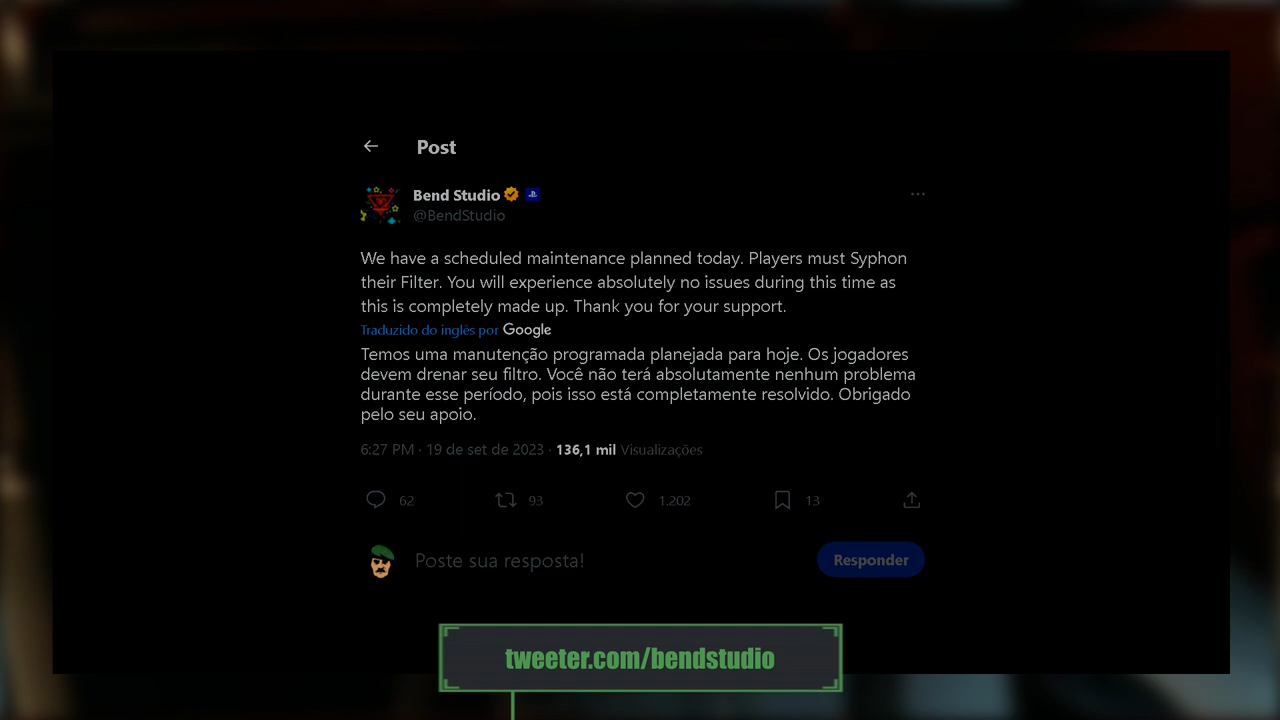 Post
Bend Studio
@BendStudio
We have a scheduled maintenance planned today. Players must Syphon
their Filter. You will experience absolutely no issues during this time as
this is completely made up. Thank you for your support.
Traduzido do inglês por Google
Temos uma manutenção programada planejada para hoje. Os jogadores
devem drenar seu filtro. Você não terá absolutamente nenhum problema
durante esse período, pois isso está completamente resolvido. Obrigado
pelo seu apoio.
6:27 PM · 19 de set de 2023 · 136,1 mil Visualizações
62 93 1.202 13
Poste sua resposta! Responder
tweeter.com/bendstudio